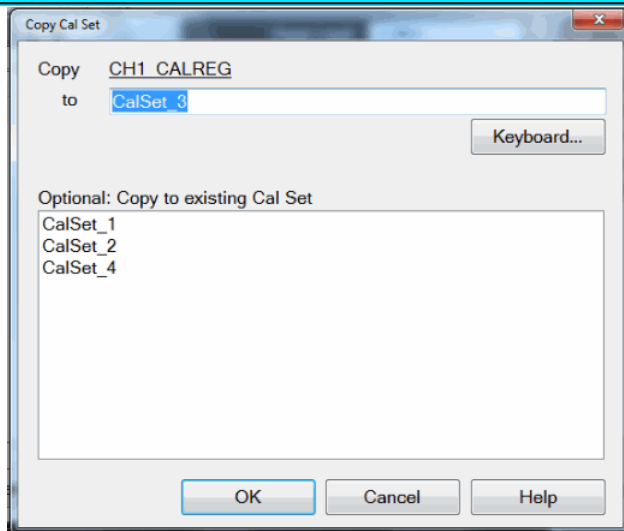 Copy Cal Set
Copy CH1_CALREG
to CalSet_3
Keyboard...
Optional: Copy to existing Cal Set
CalSet_1
CalSet_2
CalSet_4
OK Cancel Help